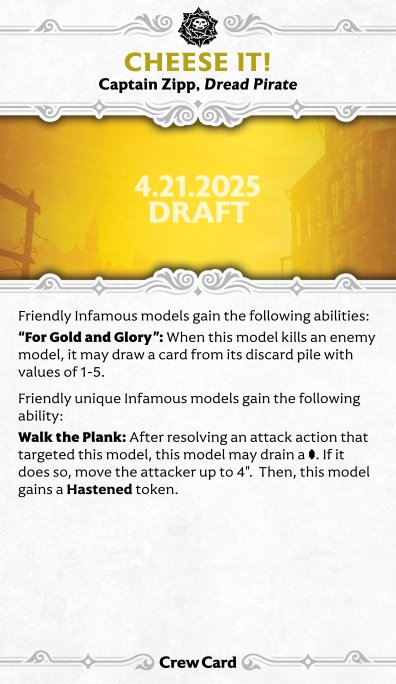 CHEESE IT!
Captain Zipp, Dread Pirate
4.21.2025
DRAFT
Friendly Infamous models gain the following abilities:
“For Gold and Glory”: When this model kills an enemy
model, it may draw a card from its discard pile with
values of 1-5.
Friendly unique Infamous models gain the following
ability:
Walk the Plank: After resolving an attack action that
targeted this model, this model may drain a . If it
does so, move the attacker up to 4". Then, this model
gains a Hastened token.
Crew Card